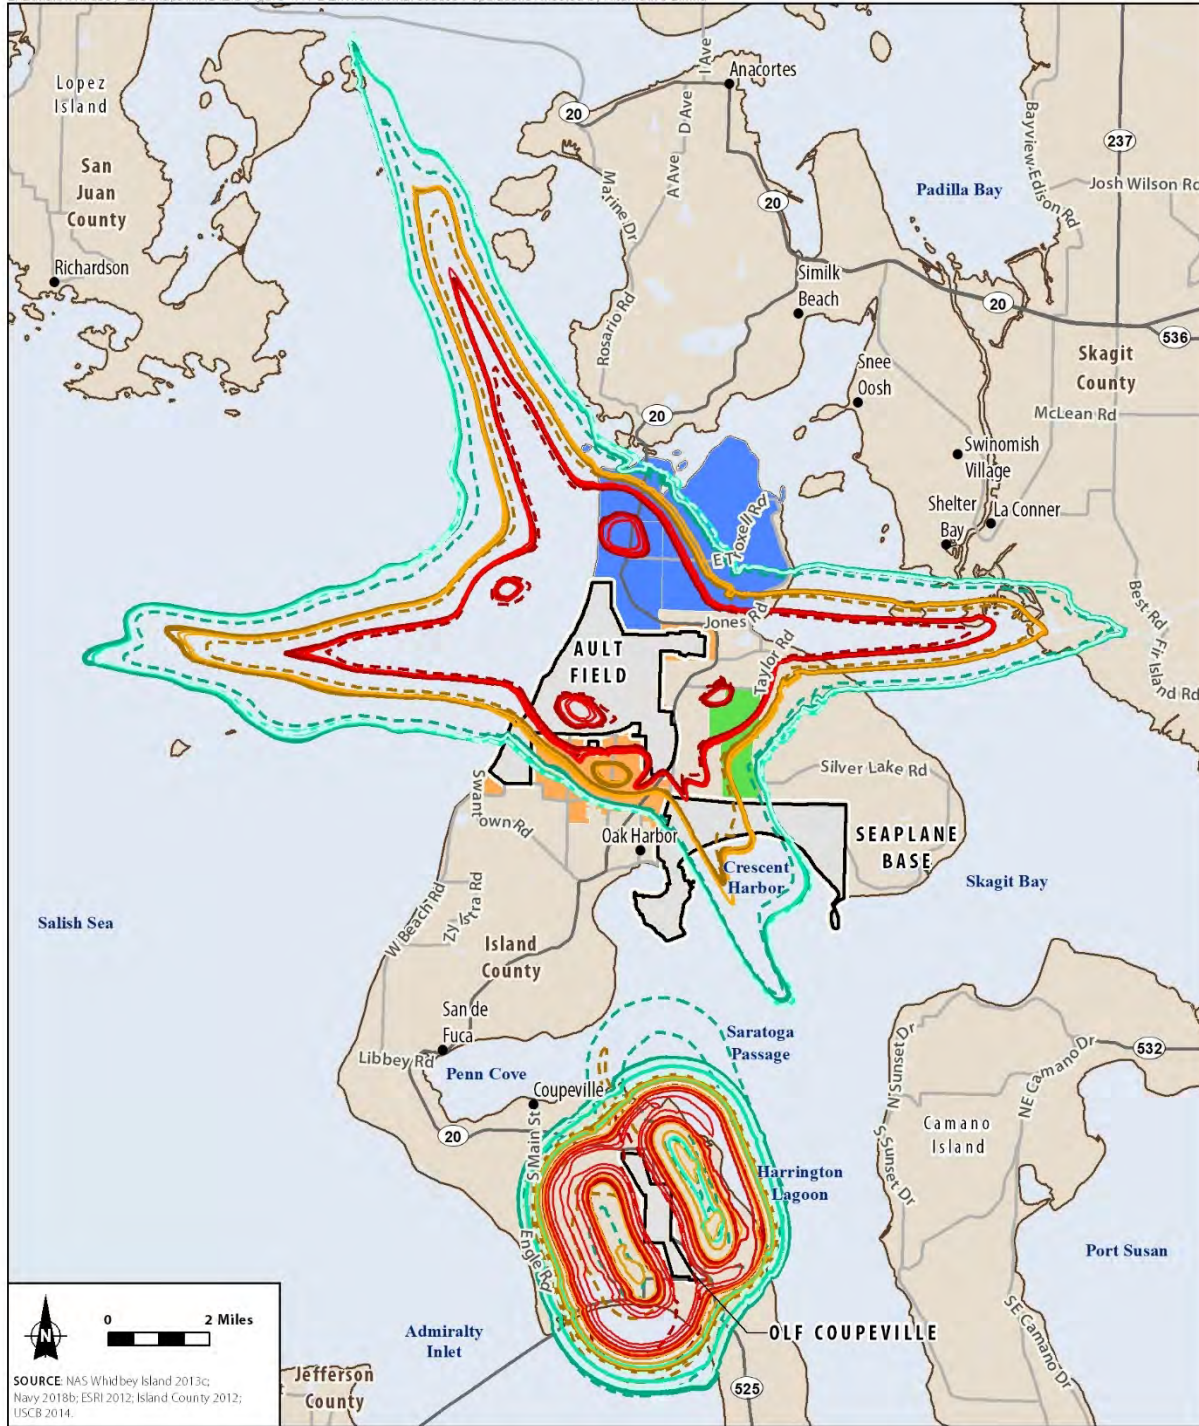 I Ave
Anacortes
D Ave
A Ave
Lopez
Island
20
San
Juan
County
237
Bayview-Edison Rd
Josh Wilson Rd
Padilla Bay
20
Marine Dr
Richardson
Similk
Beach
20
536
Rosario Rd
Snee
Oosh
Skagit
County
McLean Rd
20
Swinomish
Village
Shelter
Bay
La Conner
E Troxell Rd
Jones Rd
Best Rd
Fir Island Rd
AULT
FIELD
Taylor Rd
Silver Lake Rd
Swantown Rd
Oak Harbor
SEAPLANE
BASE
Crescent
Harbor
Skagit Bay
Salish Sea
W Beach Rd
Zylstra Rd
Island
County
San de
Fuca
Libbey Rd
Saratoga
Passage
Penn Cove
Coupeville
N Sunset Dr
NE Camano Dr
532
20
S Main St
Camano
Island
S Sunset Dr
Harrington
Lagoon
Engle Rd
Port Susan
SE Camano Dr
Admiralty
Inlet
OLF COUPEVILLE
Jefferson
County
525
N
0 2 Miles
SOURCE: NAS Whidbey Island 2013c;
Navy 2018b; ESRI 2012; Island County 2012;
USCB 2014.